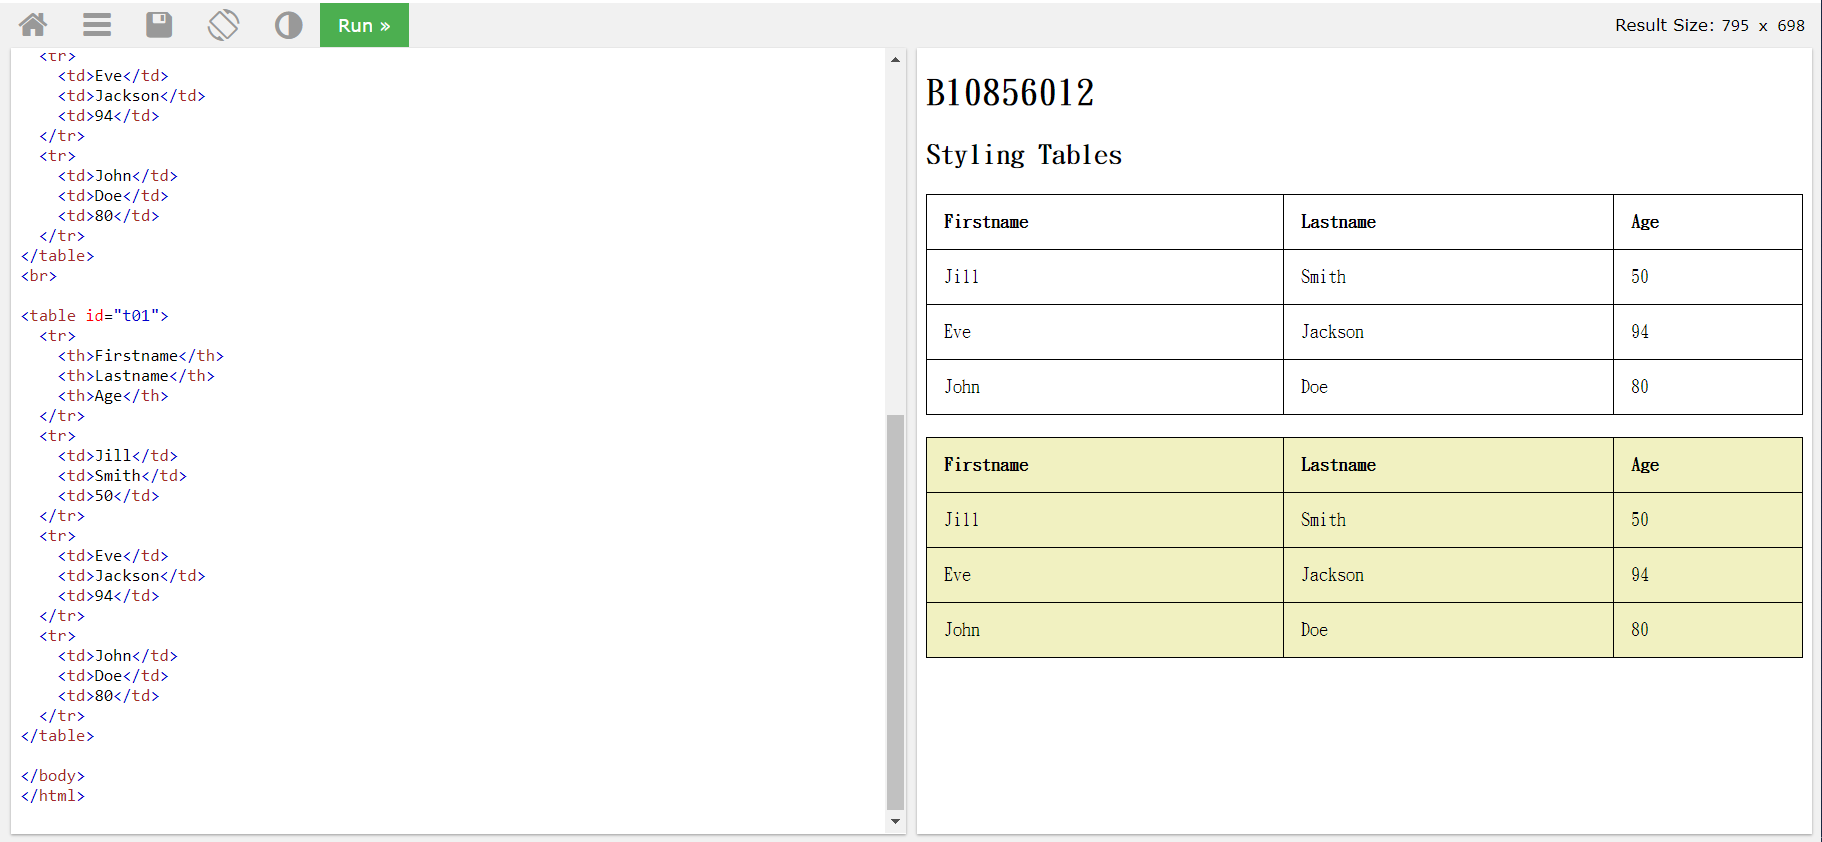 Run »
Result Size: 795 x 698
<tr>
<td>Eve</td>
<td>Jackson</td>
<td>94</td>
</tr>
<tr>
<td>John</td>
<td>Doe</td>
<td>80</td>
</tr>
</table>
<br>
<table id="t01">
<tr>
<th>Firstname</th>
<th>Lastname</th>
<th>Age</th>
</tr>
<tr>
<td>Jill</td>
<td>Smith</td>
<td>50</td>
</tr>
<tr>
<td>Eve</td>
<td>Jackson</td>
<td>94</td>
</tr>
<tr>
<td>John</td>
<td>Doe</td>
<td>80</td>
</tr>
</table>
</body>
</html>
B10856012
Styling Tables
Firstname Lastname Age
Jill Smith 50
Eve Jackson 94
John Doe 80
Firstname Lastname Age
Jill Smith 50
Eve Jackson 94
John Doe 80